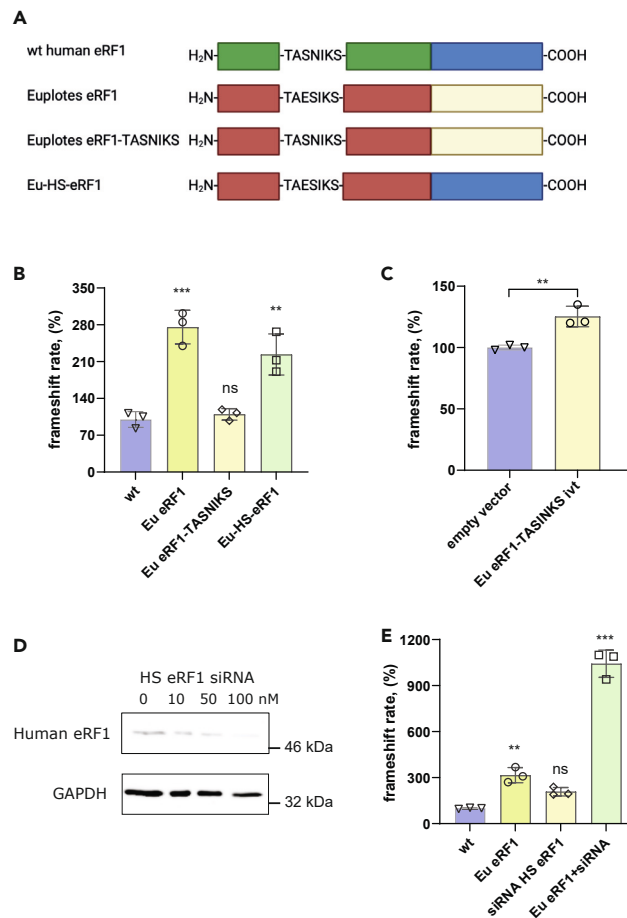 A
wt human eRF1 H₂N- -TASNIKS- -COOH
Euplotes eRF1 H₂N- -TAESIKS- -COOH
Euplotes eRF1-TASNIKS H₂N- -TASNIKS- -COOH
Eu-HS-eRF1 H₂N- -TAESIKS- -COOH
B
frameshift rate, (%)
350
280
210
140
70
0
***
ns
**
wt
Eu eRF1
Eu eRF1-TASNIKS
Eu-HS-eRF1
C
frameshift rate, (%)
150
100
50
0
**
empty vector
Eu eRF1-TASINKS ivt
D
HS eRF1 siRNA
0 10 50 100 nM
Human eRF1
46 kDa
GAPDH
32 kDa
E
frameshift rate, (%)
1200
900
600
300
0
**
ns
***
wt
Eu eRF1
siRNA HS eRF1
Eu eRF1+siRNA